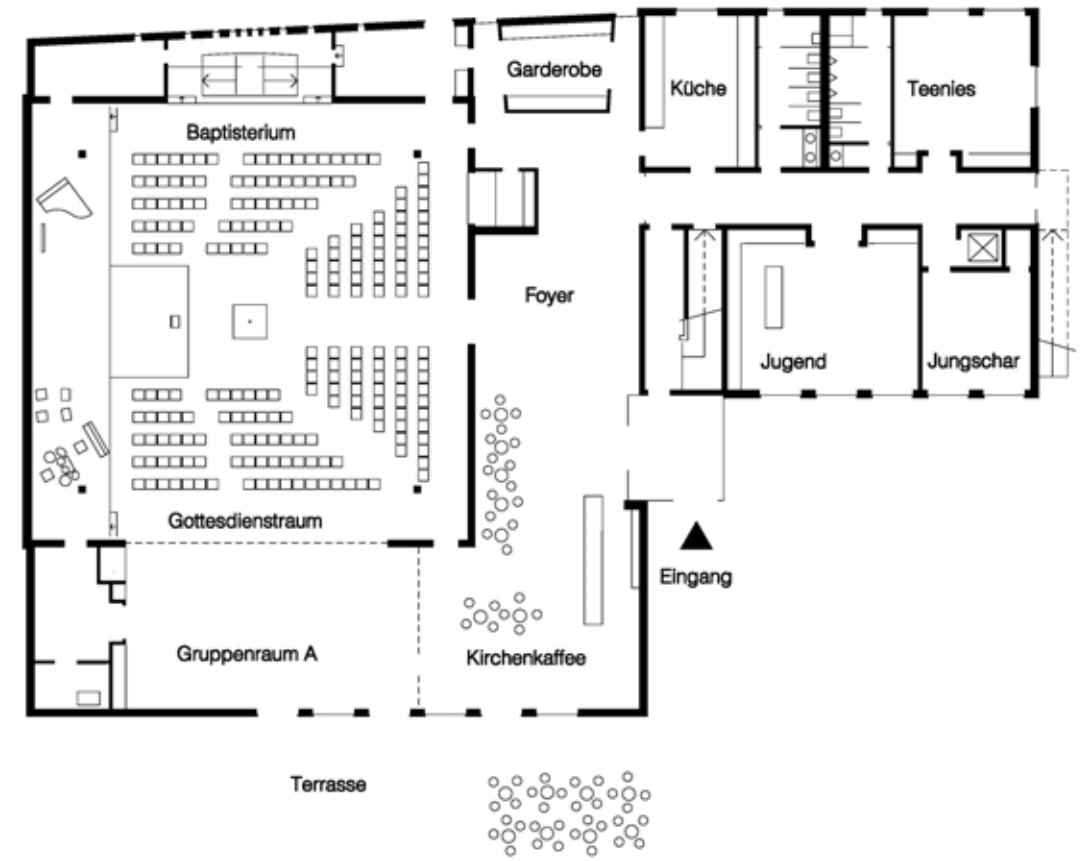 Garderobe
Küche
Teenies
Baptisterium
Foyer
Jugend
Jungschar
Gottesdienstraum
Eingang
Gruppenraum A
Kirchenkaffee
Terrasse